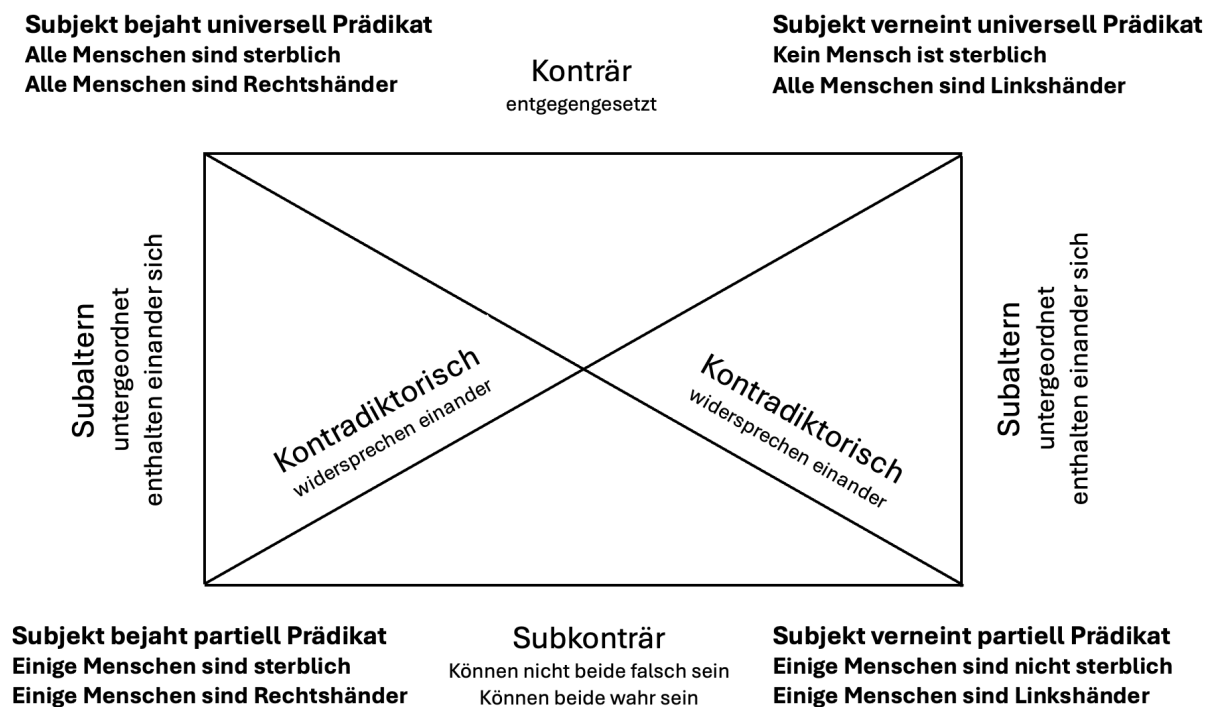 Subjekt bejaht universell Prädikat
Alle Menschen sind sterblich
Alle Menschen sind Rechtshänder
Konträr
entgegengesetzt
Subjekt verneint universell Prädikat
Kein Mensch ist sterblich
Alle Menschen sind Linkshänder
Subaltern
untergeordnet
enthalten einander sich
Kontradiktorisch
widersprechen einander
Kontradiktorisch
widersprechen einander
Subaltern
untergeordnet
enthalten einander sich
Subjekt bejaht partiell Prädikat
Einige Menschen sind sterblich
Einige Menschen sind Rechtshänder
Subkonträr
Können nicht beide falsch sein
Können beide wahr sein
Subjekt verneint partiell Prädikat
Einige Menschen sind nicht sterblich
Einige Menschen sind Linkshänder